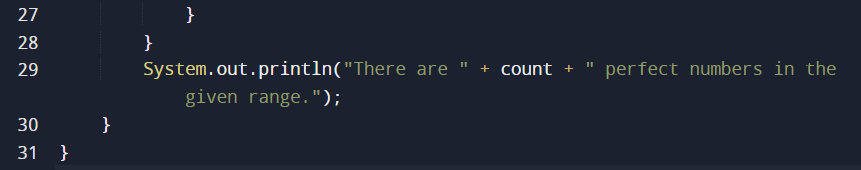 27 }
28 }
29 System.out.println("There are " + count + " perfect numbers in the
given range.");
30 }
31 }